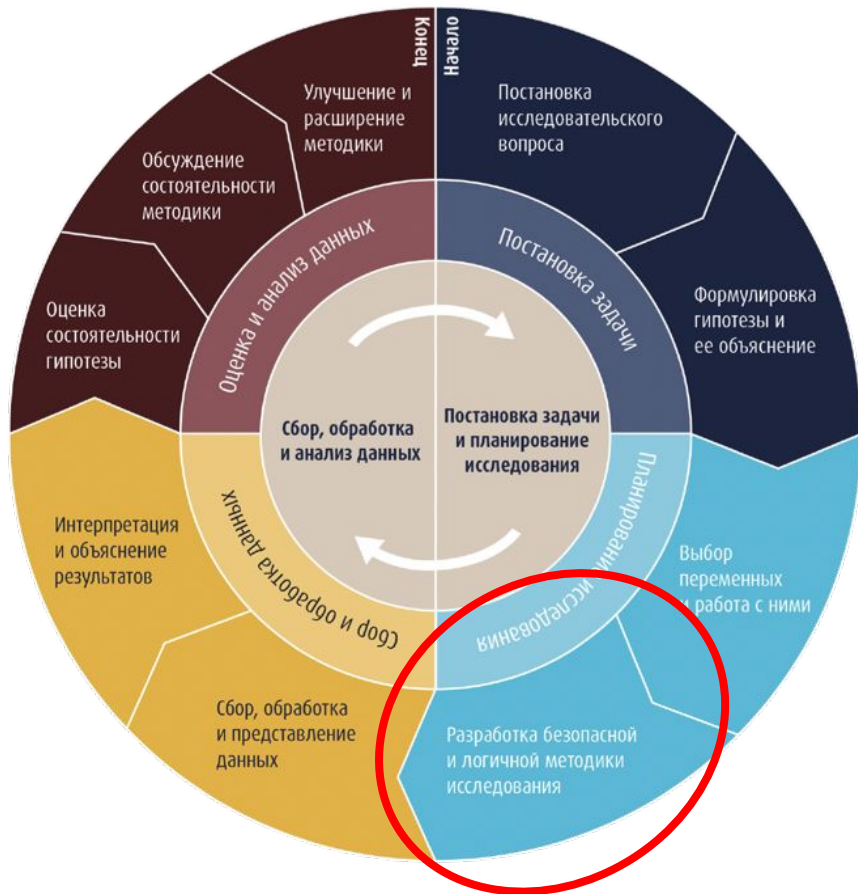 Конец
Начало
Постановка
исследовательского
вопроса
Формулировка
гипотезы и
ее объяснение
Постановка задачи
Выбор
переменных
и работа с ними
Разработка безопасной
и логичной методики
исследования
Планирование исследования
Сбор, обработка
и представление
данных
Интерпретация
и объяснение
результатов
Сбор и обработка данных
Оценка
состоятельности
гипотезы
Обсуждение
состоятельности
методики
Улучшение и
расширение
методики
Оценка и анализ данных
Сбор, обработка
и анализ данных
Постановка задачи
и планирование
исследования